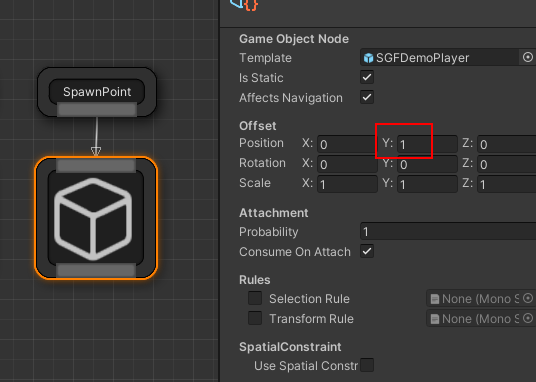 SpawnPoint
Game Object Node
Template SGFDemoPlayer
Is Static
Affects Navigation
Offset
Position X: 0 Y: 1 Z: 0
Rotation X: 0 Y: 0 Z: 0
Scale X: 1 Y: 1 Z: 1
Attachment
Probability 1
Consume On Attach
Rules
Selection Rule None (Mono S
Transform Rule None (Mono S
SpatialConstraint
Use Spatial Constr